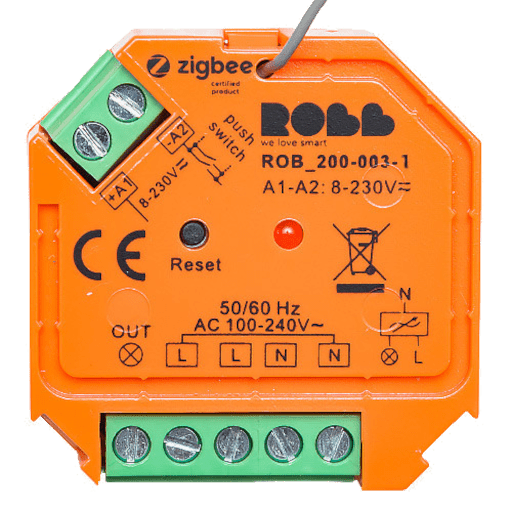 zigbee
certified
product
ROBB
we love smart
ROB_200-003-1
A1-A2: 8-230V⎓
-A2
push
switch
+A1
8-230V⎓
CE
Reset
50/60 Hz
AC 100-240V~
OUT
L L N N
N
L